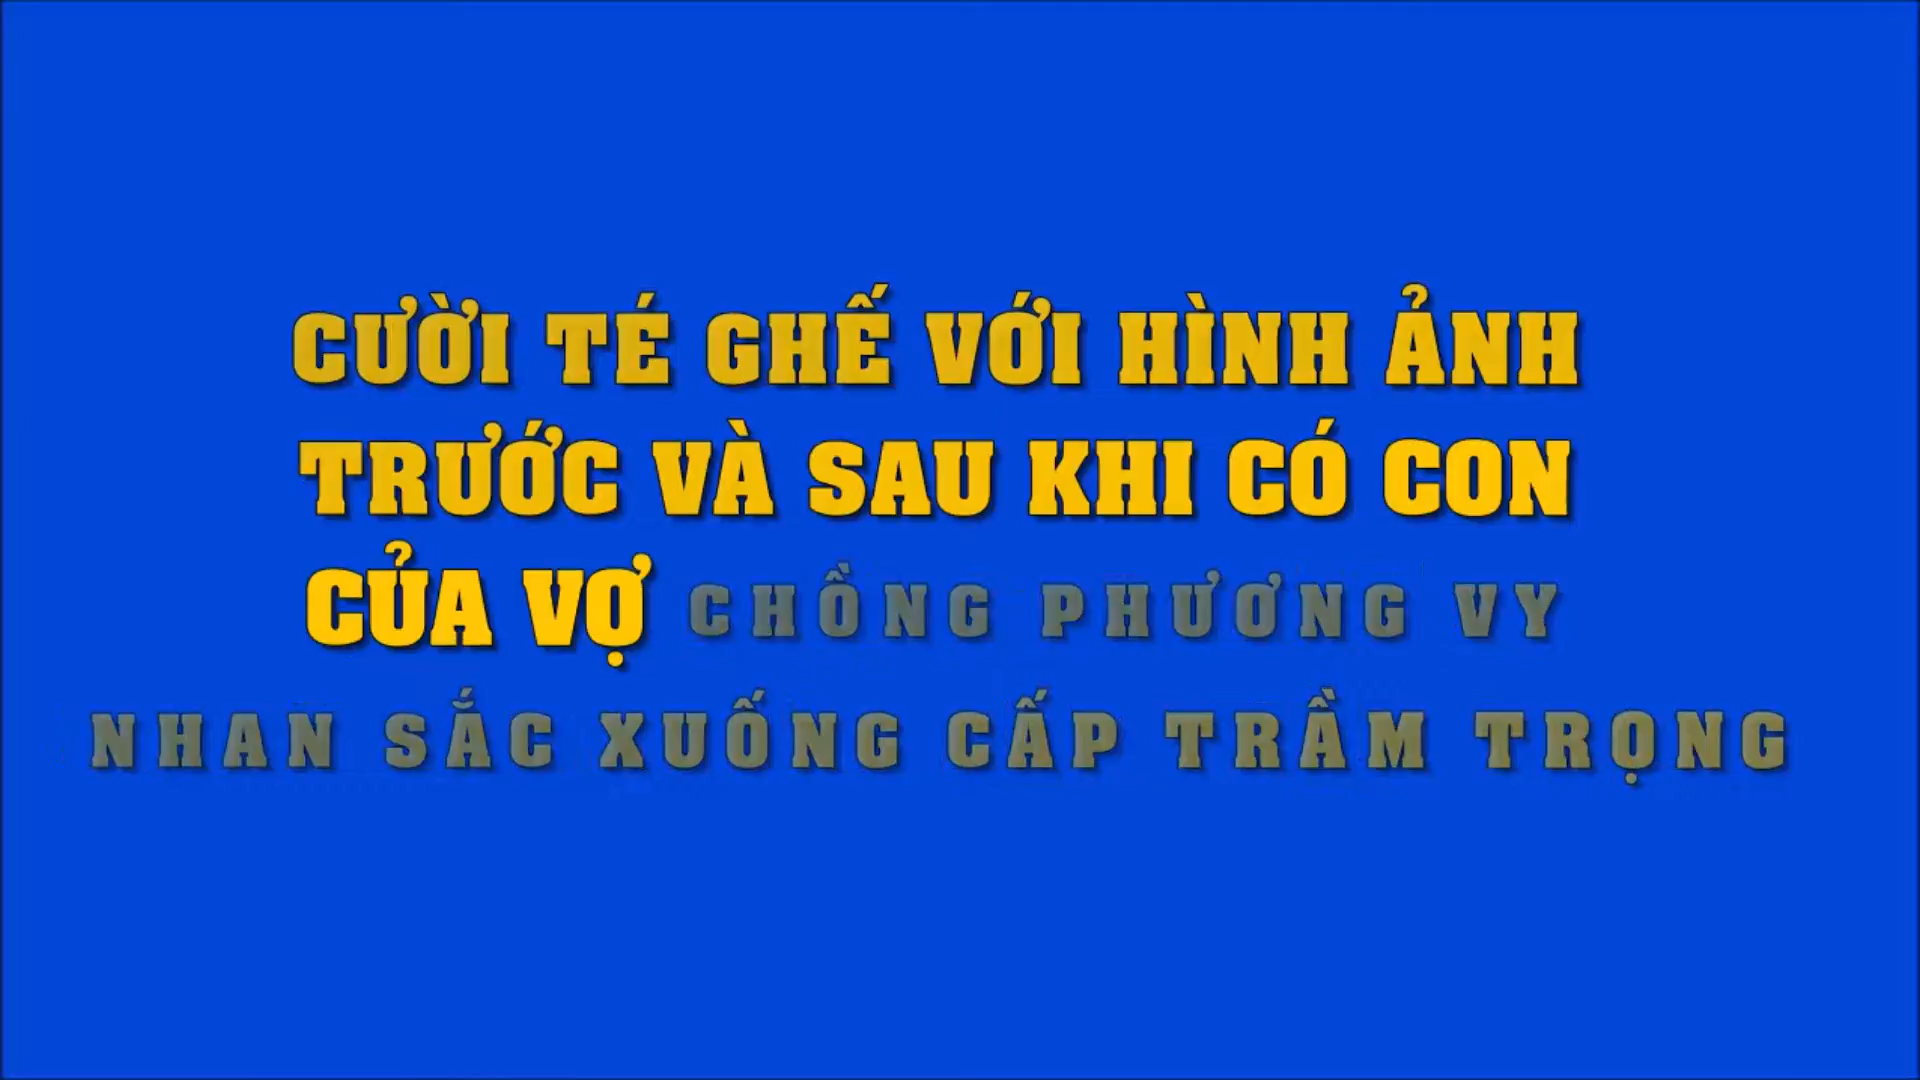 CƯỜI TÉ GHẾ VỚI HÌNH ẢNH
TRƯỚC VÀ SAU KHI CÓ CON
CỦA VỢ CHỒNG PHƯƠNG VY
NHAN SẮC XUỐNG CẤP TRẦM TRỌNG